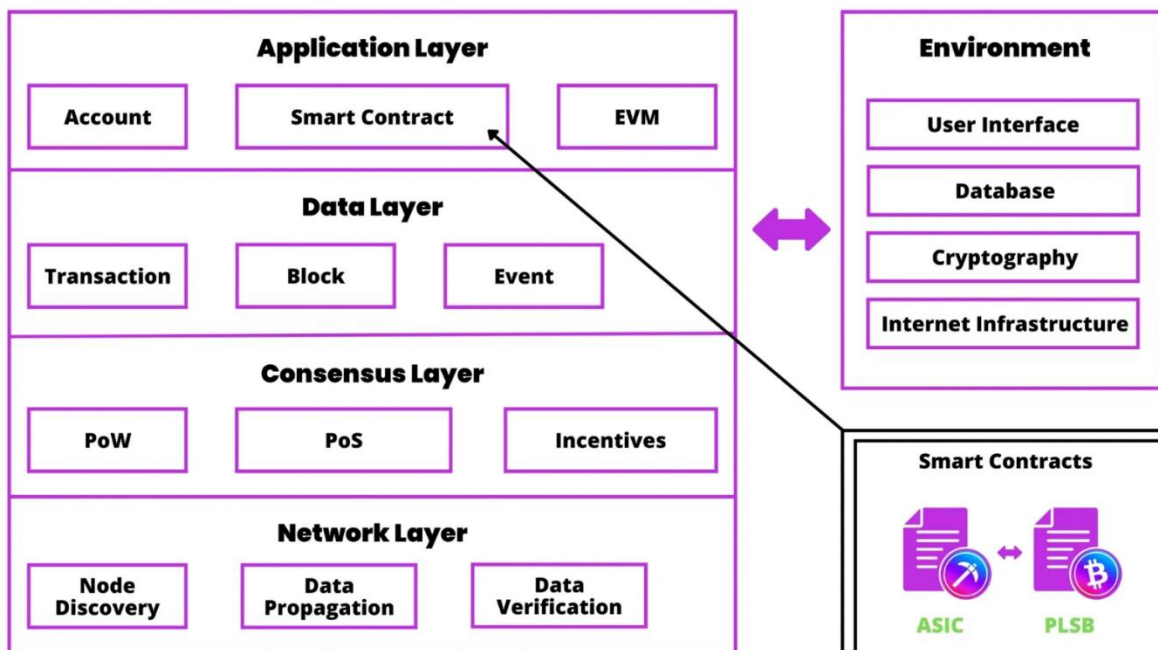 Application Layer
Account
Smart Contract
EVM
Data Layer
Transaction
Block
Event
Consensus Layer
PoW
PoS
Incentives
Network Layer
Node
Discovery
Data
Propagation
Data
Verification
Environment
User Interface
Database
Cryptography
Internet Infrastructure
Smart Contracts
ASIC
PLSB